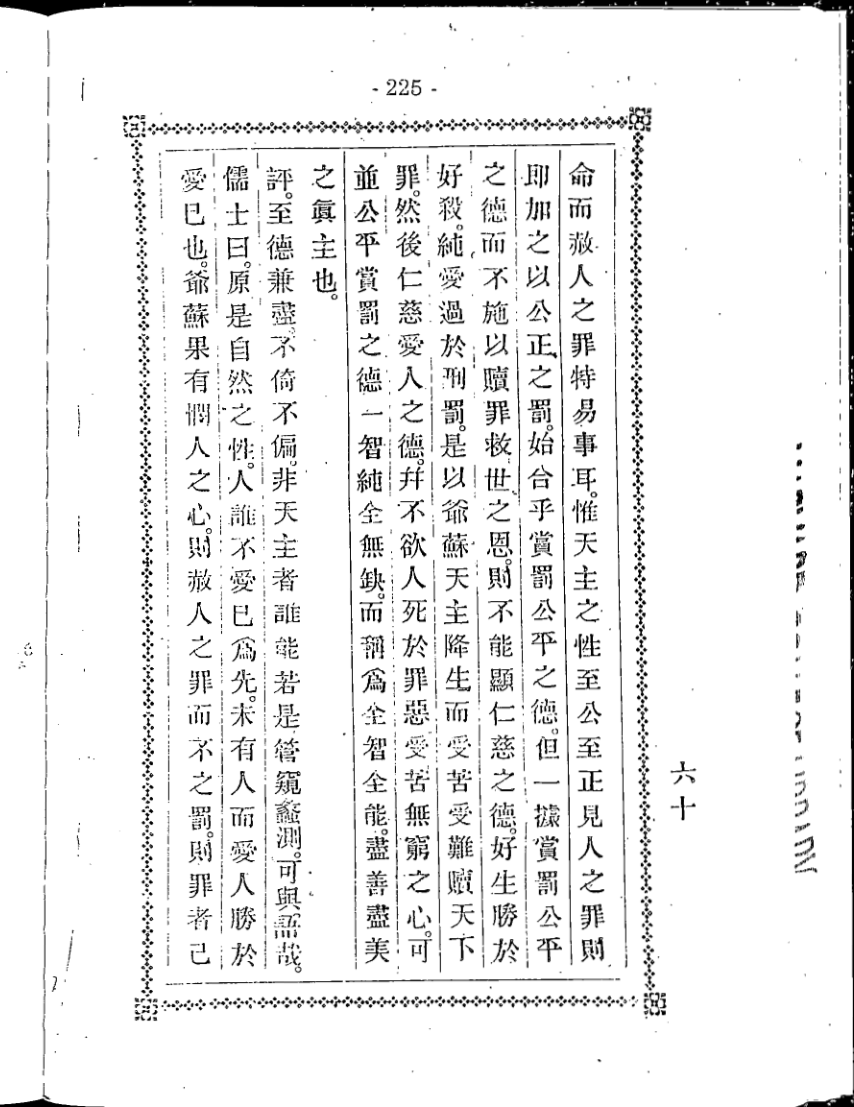 - 225 -
六十
命而赦人之罪特易事耳。惟天主之性至公至正見人之罪則
即加之以公正之罰。始合乎賞罰公平之德。但一據賞罰公平
之德而不施以贖罪救世之恩。則不能顯仁慈之德。好生勝於
好殺。純愛過於刑罰。是以爺蘇天主降生而受苦受難贖天下
罪。然後仁慈愛人之德。幷不欲人死於罪惡受苦無窮之心。可
並公平賞罰之德一智純全無缺。而稱爲全智全能。盡善盡美
之眞主也。
評。至德兼盡。不倚不偏。非天主者誰能若是管窺蠡測。可與語哉。
儒士曰。原是自然之性。人誰不愛巳爲先。未有人而愛人勝於
愛巳也。爺蘇果有憫人之心。則赦人之罪而不之罰。則罪者己